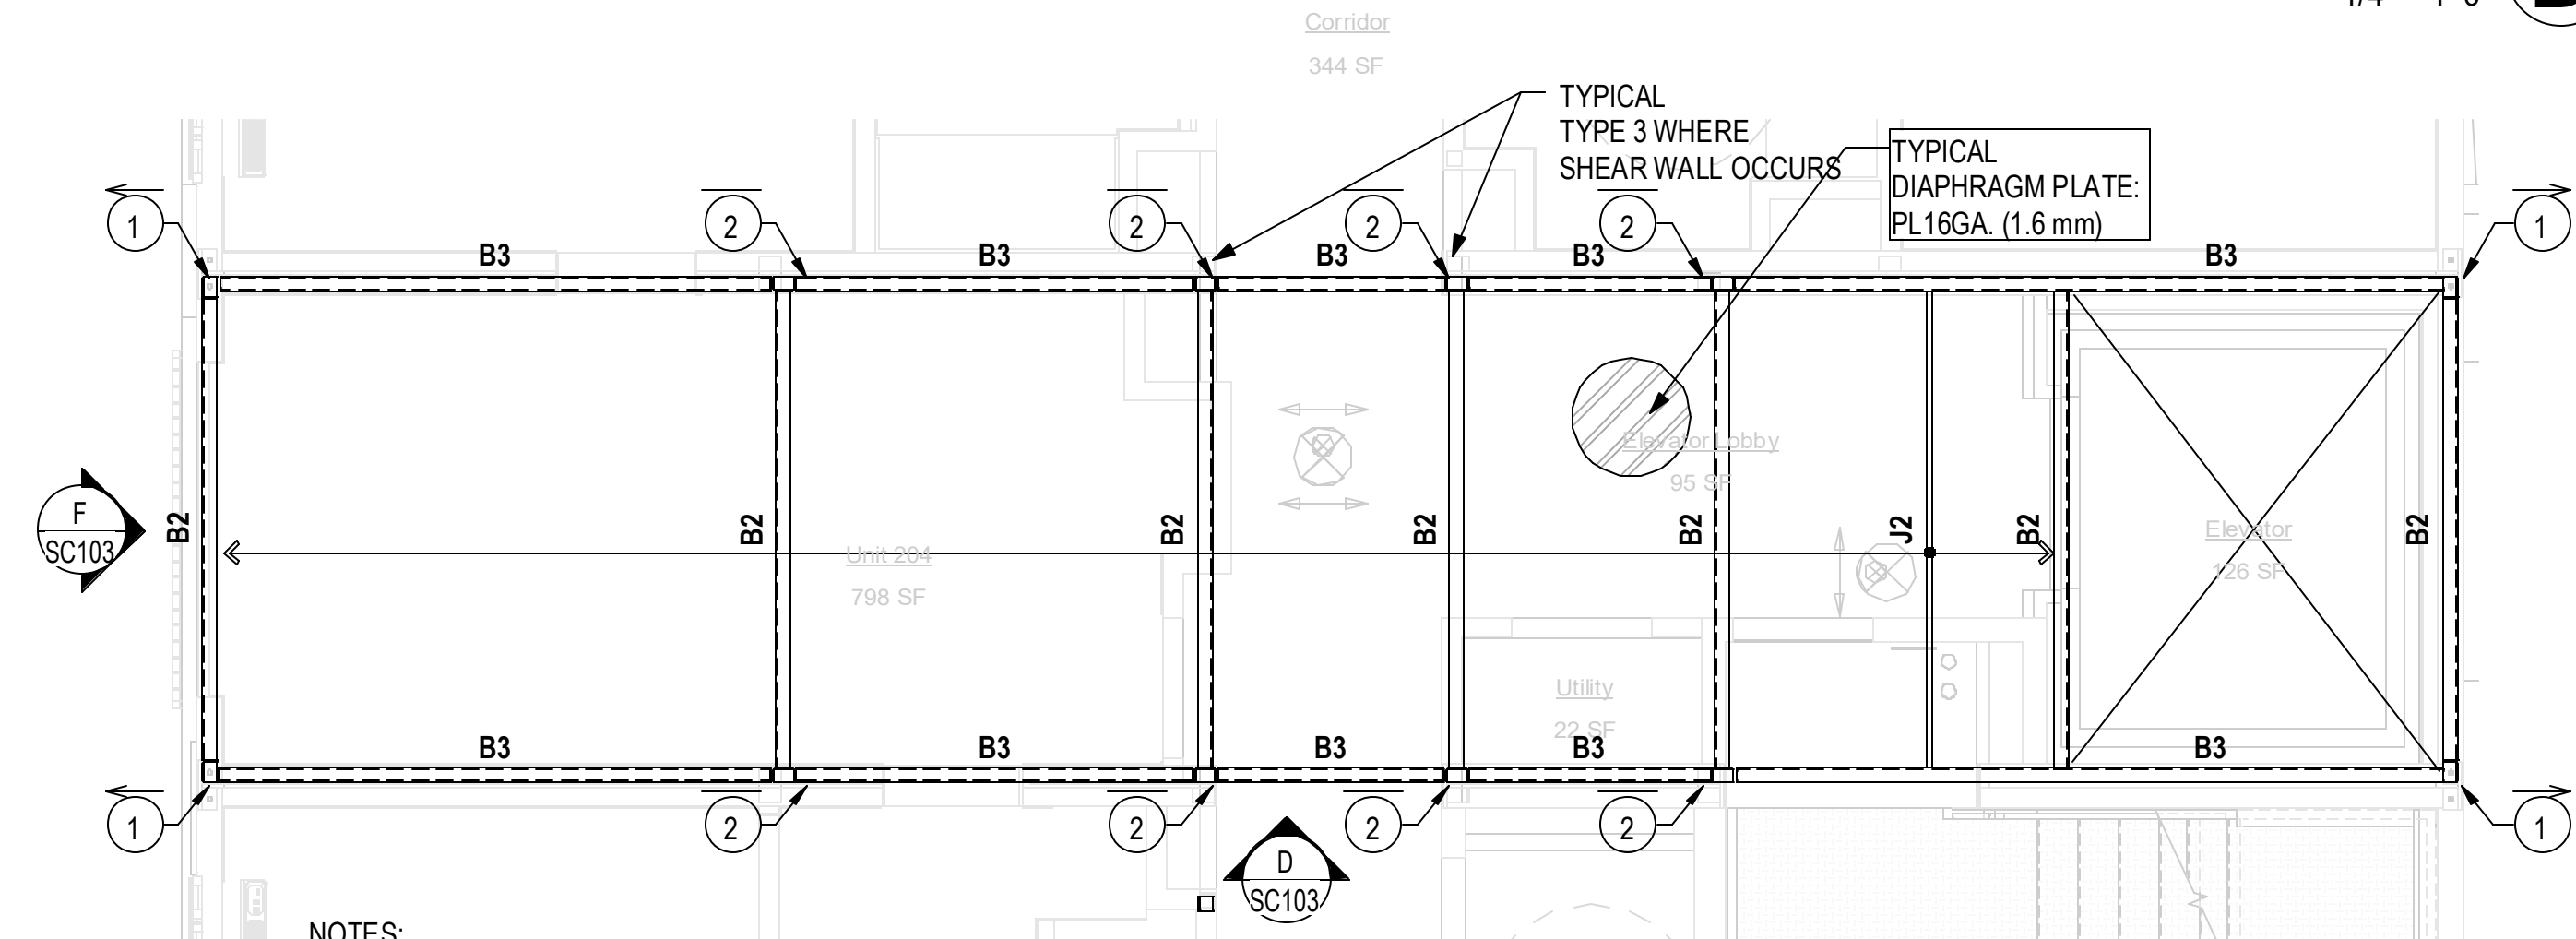 Corridor
344 SF
TYPICAL
TYPE 3 WHERE
SHEAR WALL OCCURS
TYPICAL
DIAPHRAGM PLATE:
PL16GA. (1.6 mm)
1
2
2
2
2
1
B3
B3
B3
B3
B3
Elevator Lobby
95 SF
F
SC103
B2
B2
B2
B2
B2
J2
B2
B2
Unit 204
798 SF
Elevator
126 SF
Utility
22 SF
B3
B3
B3
B3
B3
1
2
2
2
2
1
D
SC103
NOTES: